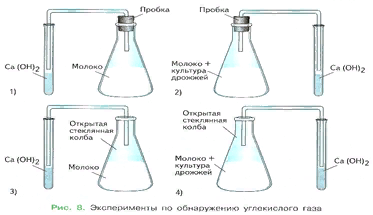 Пробка
Ca (OH)₂
Молоко
1)
Пробка
Молоко +
культура
дрожжей
Ca (OH)₂
2)
Открытая
стеклянная
колба
Ca (OH)₂
Молоко
3)
Открытая
стеклянная
колба
Молоко +
культура
дрожжей
Ca (OH)₂
4)
Рис. 8. Эксперименты по обнаружению углекислого газа